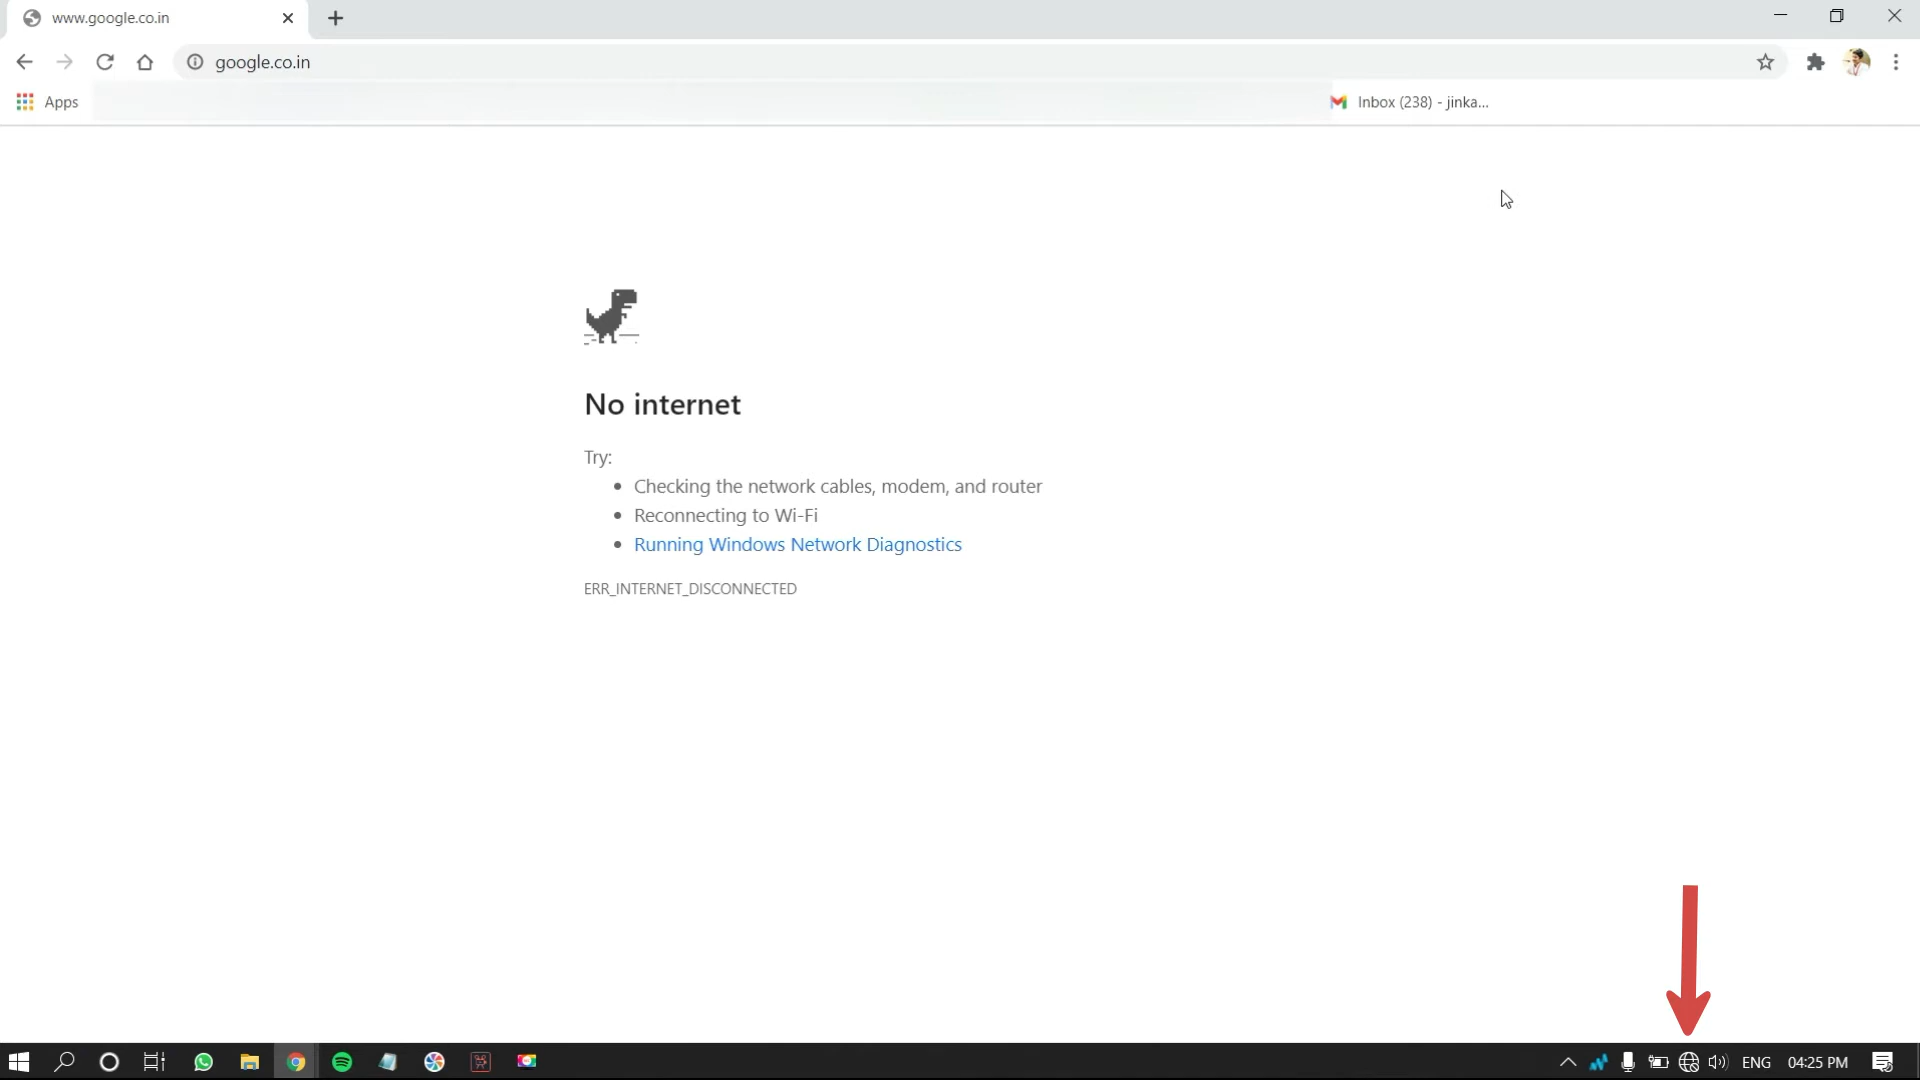 www.google.co.in
google.co.in
Apps
Inbox (238) - jinka...
No internet
Try:
Checking the network cables, modem, and router
Reconnecting to Wi-Fi
Running Windows Network Diagnostics
ERR_INTERNET_DISCONNECTED
ENG 04:25 PM